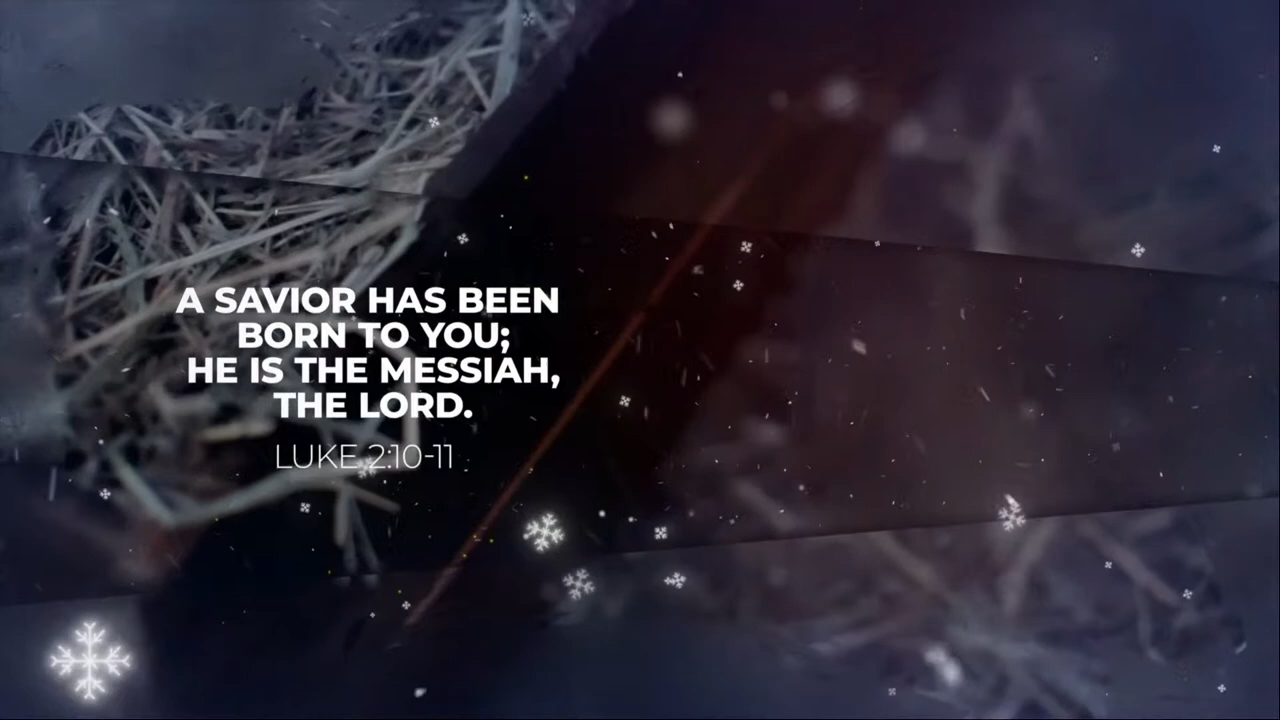 A SAVIOR HAS BEEN
BORN TO YOU;
HE IS THE MESSIAH,
THE LORD.
LUKE 2:10-11